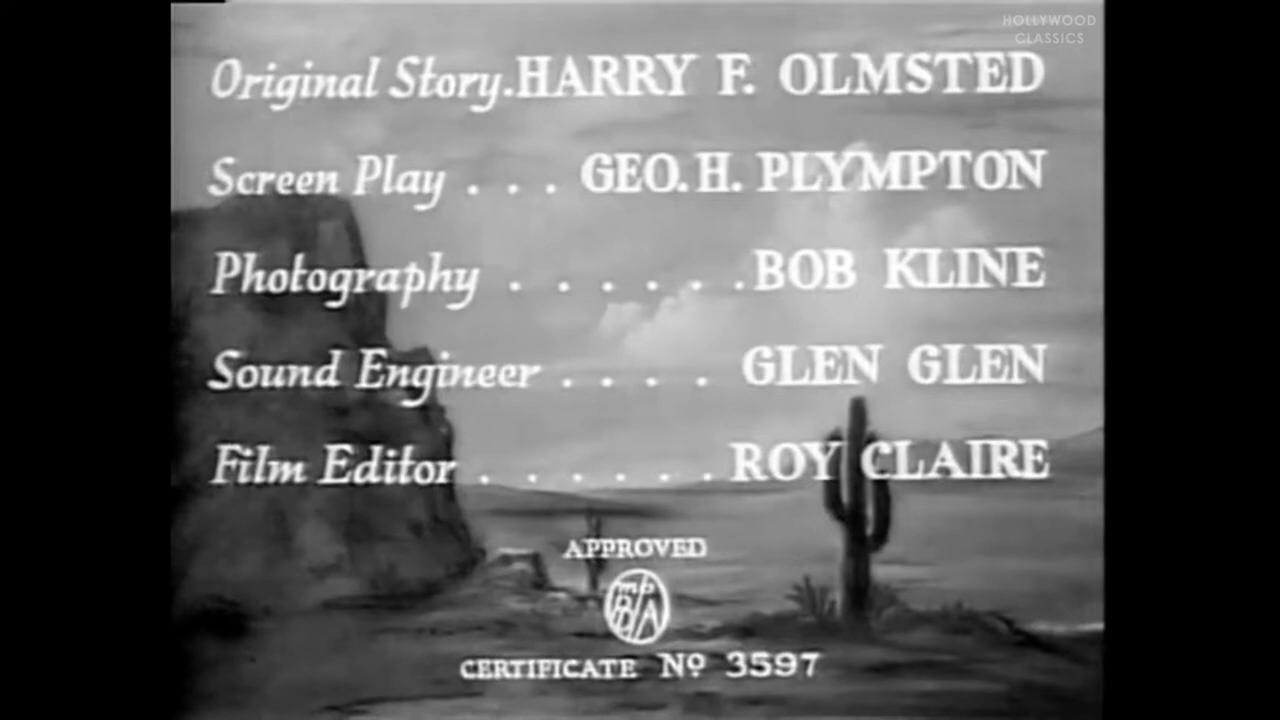 HOLLYWOOD
CLASSICS
Original Story.HARRY F. OLMSTED
Screen Play . . . GEO. H. PLYMPTON
Photography . . . . . . .BOB KLINE
Sound Engineer . . . . GLEN GLEN
Film Editor . . . . . . ROY CLAIRE
APPROVED
CERTIFICATE Nº 3597